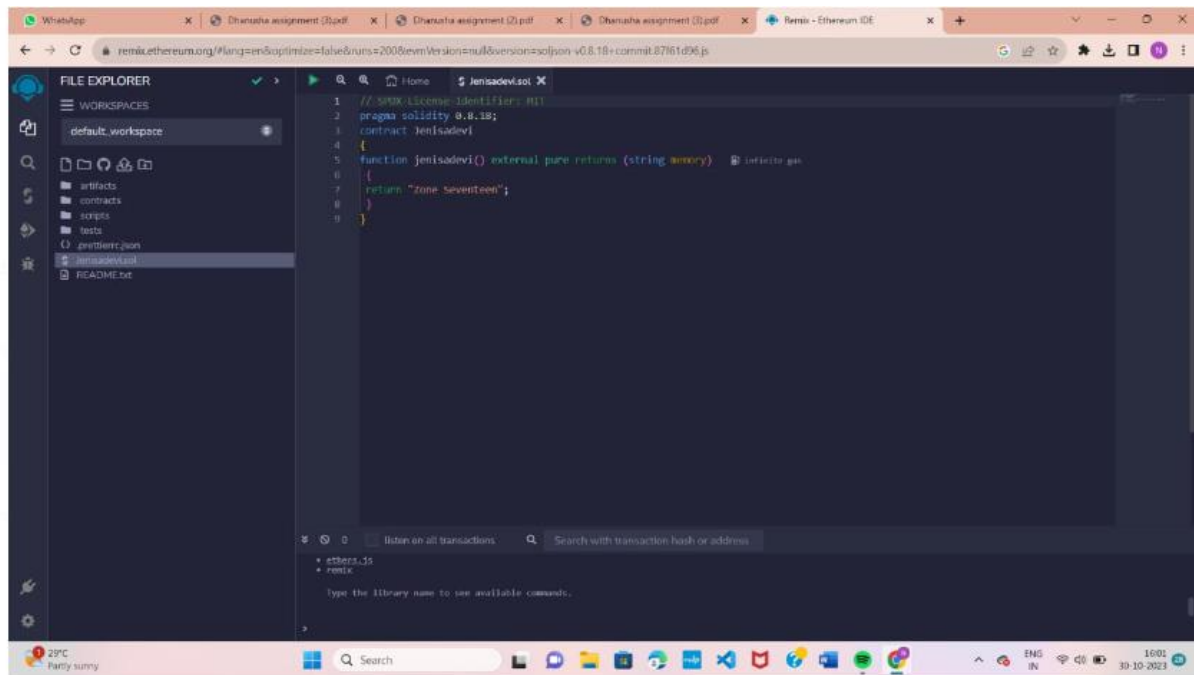 WhatsApp
Dhanusha assignment (3).pdf
Dhanusha assignment (2).pdf
Dhanusha assignment (3).pdf
Remix - Ethereum IDE
remix.ethereum.org/#lang=en&optimize=false&runs=200&evmVersion=null&version=soljson-v0.8.18+commit.87f61d96.js
N
FILE EXPLORER
WORKSPACES
default_workspace
artifacts
contracts
scripts
tests
.prettierrc.json
Jenisadevi.sol
README.txt
Home
Jenisadevi.sol
1 // SPDX-License-Identifier: MIT
2 pragma solidity 0.8.18;
3 contract Jenisadevi
4 {
5 function jenisadevi() external pure returns (string memory) infinite gas
6 {
7 return "Zone Seventeen";
8 }
9 }
0 listen on all transactions Search with transaction hash or address
• ethers.js
• remix
Type the library name to see available commands.
>
1
29°C
Partly sunny
Search
ENG
IN
16:01
30-10-2023